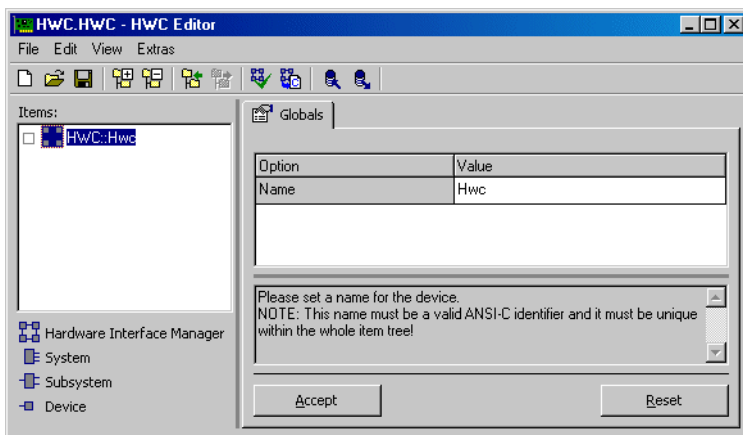 HWC.HWC - HWC Editor
File Edit View Extras
Items:
HWC::Hwc
Hardware Interface Manager
System
Subsystem
Device
Globals
Option Value
Name Hwc
Please set a name for the device.
NOTE: This name must be a valid ANSI-C identifier and it must be unique
within the whole item tree!
Accept Reset